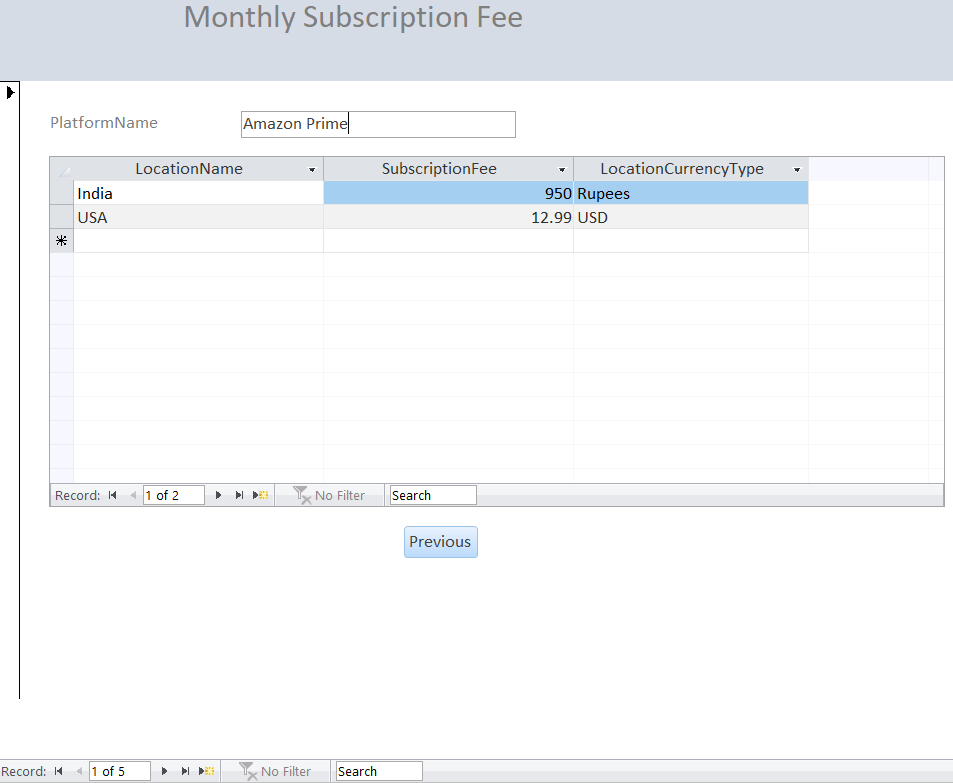 Monthly Subscription Fee
PlatformName Amazon Prime
LocationName SubscriptionFee LocationCurrencyType
India 950 Rupees
USA 12.99 USD
Record: 1 of 2 No Filter Search
Previous
Record: 1 of 5 No Filter Search